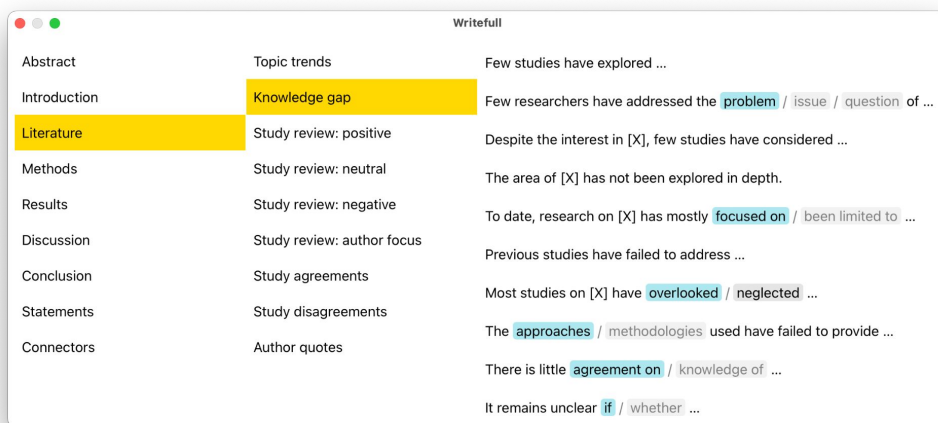 Writefull
Abstract
Introduction
Literature
Methods
Results
Discussion
Conclusion
Statements
Connectors
Topic trends
Knowledge gap
Study review: positive
Study review: neutral
Study review: negative
Study review: author focus
Study agreements
Study disagreements
Author quotes
Few studies have explored ...
Few researchers have addressed the problem / issue / question of ...
Despite the interest in [X], few studies have considered ...
The area of [X] has not been explored in depth.
To date, research on [X] has mostly focused on / been limited to ...
Previous studies have failed to address ...
Most studies on [X] have overlooked / neglected ...
The approaches / methodologies used have failed to provide ...
There is little agreement on / knowledge of ...
It remains unclear if / whether ...